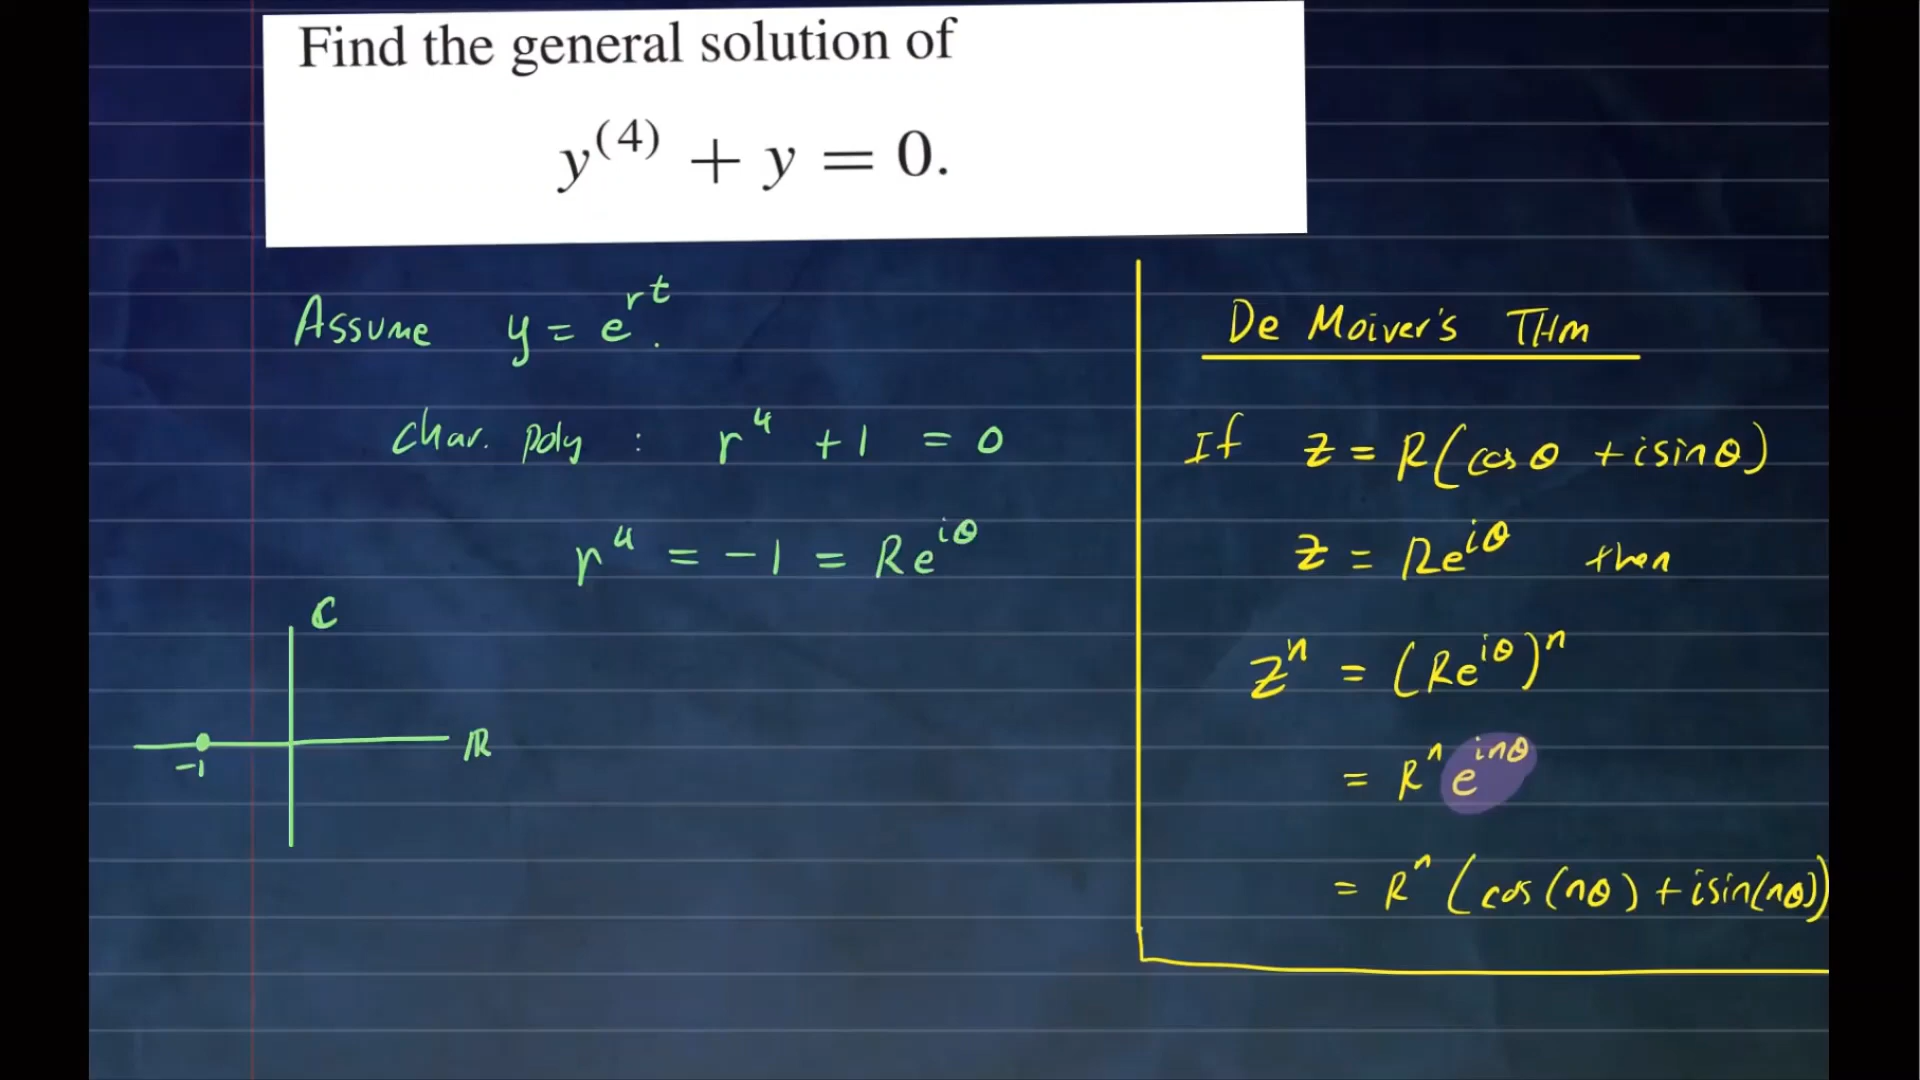 Find the general solution of
y^(4) + y = 0.
Assume y = e^rt.
char. poly : r^4 + 1 = 0
r^4 = -1 = Re^iθ
C
-1
ℝ
De Moiver's THm
If z = R(cos θ + i sin θ)
z = Re^iθ then
z^n = (Re^iθ)^n
= R^n e^inθ
= R^n (cos(nθ) + i sin(nθ))